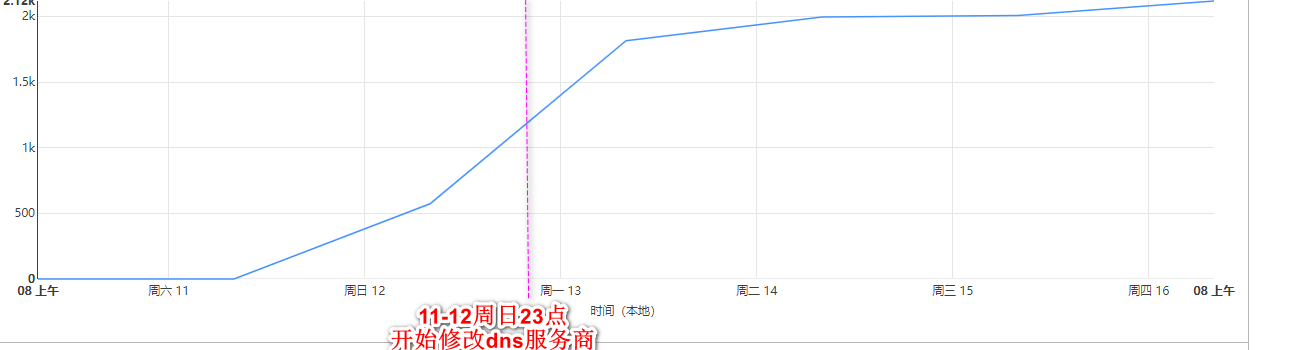 2.12k
2k
1.5k
1k
500
0
08 上午 周六 11 周日 12 周一 13 周二 14 周三 15 周四 16 08 上午
时间（本地）
11-12周日23点
开始修改dns服务商